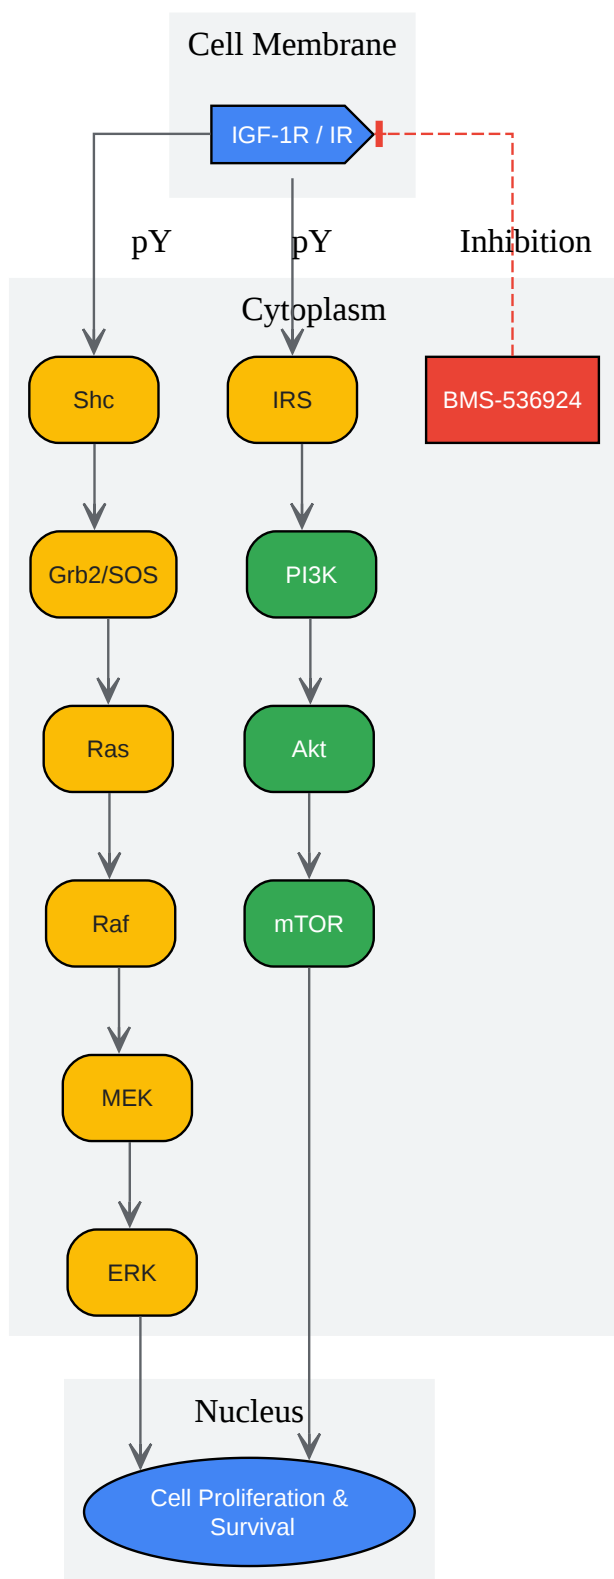 Cell Membrane
IGF-1R / IR
pY
pY
Inhibition
Cytoplasm
Shc
IRS
BMS-536924
Grb2/SOS
PI3K
Ras
Akt
Raf
mTOR
MEK
ERK
Nucleus
Cell Proliferation &
Survival